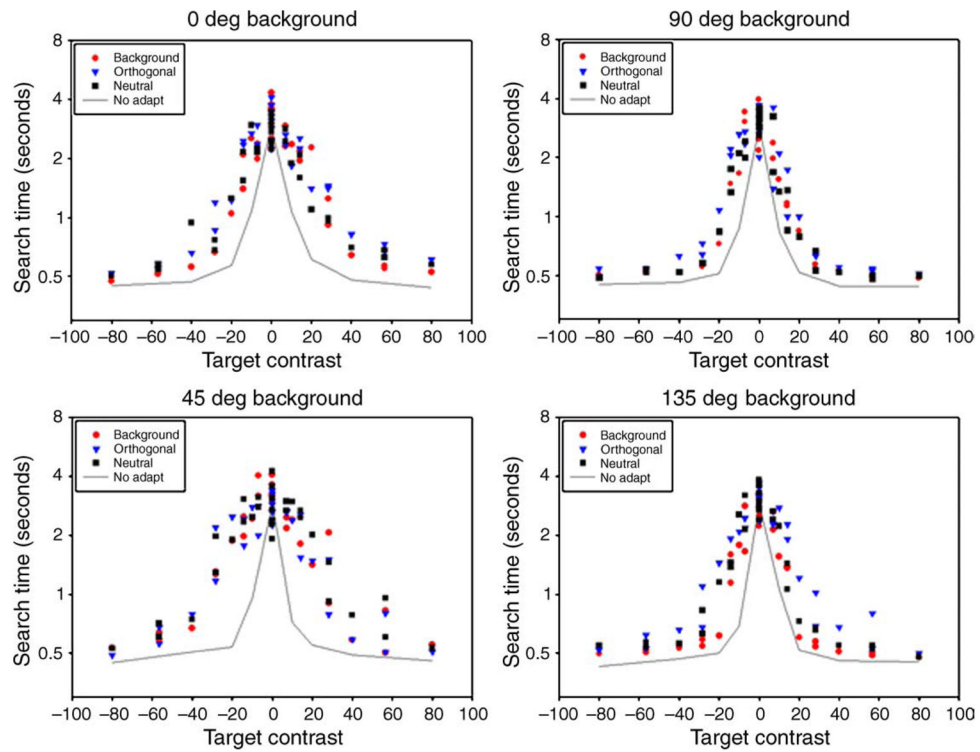 0 deg background
8
4
2
1
0.5
Search time (seconds)
Background
Orthogonal
Neutral
No adapt
−100 −80 −60 −40 −20 0 20 40 60 80 100
Target contrast
90 deg background
8
4
2
1
0.5
Search time (seconds)
Background
Orthogonal
Neutral
No adapt
−100 −80 −60 −40 −20 0 20 40 60 80 100
Target contrast
45 deg background
8
4
2
1
0.5
Search time (seconds)
Background
Orthogonal
Neutral
No adapt
−100 −80 −60 −40 −20 0 20 40 60 80 100
Target contrast
135 deg background
8
4
2
1
0.5
Search time (seconds)
Background
Orthogonal
Neutral
No adapt
−100 −80 −60 −40 −20 0 20 40 60 80 100
Target contrast